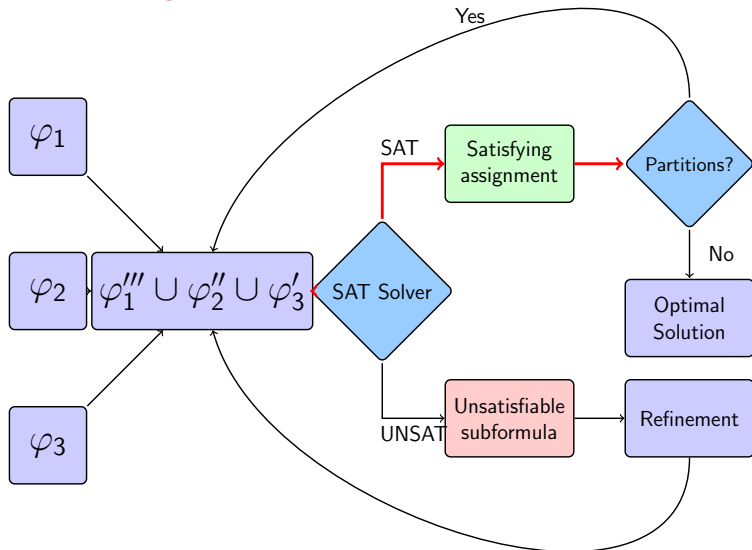 Yes
φ1
SAT
Satisfying
assignment
Partitions?
φ2
φ1''' ∪ φ2'' ∪ φ3'
SAT Solver
No
Optimal
Solution
φ3
UNSAT
Unsatisfiable
subformula
Refinement